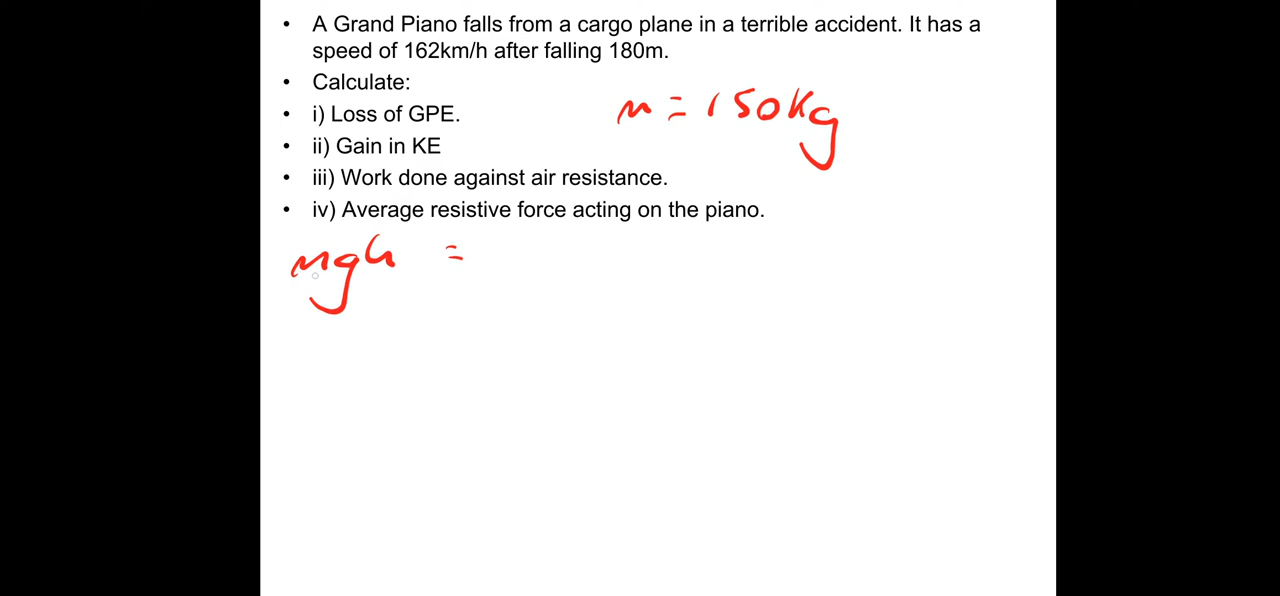 • A Grand Piano falls from a cargo plane in a terrible accident. It has a
speed of 162km/h after falling 180m.
• Calculate:
• i) Loss of GPE.
m = 150kg
• ii) Gain in KE
• iii) Work done against air resistance.
• iv) Average resistive force acting on the piano.
mgh =